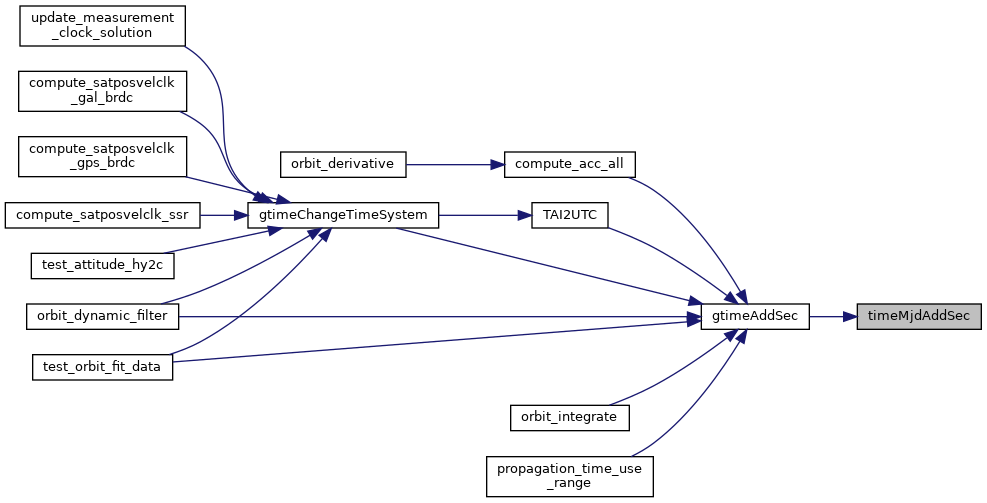 update_measurement
_clock_solution
compute_satposvelclk
_gal_brdc
compute_satposvelclk
_gps_brdc
orbit_derivative
compute_acc_all
compute_satposvelclk_ssr
gtimeChangeTimeSystem
TAI2UTC
test_attitude_hy2c
orbit_dynamic_filter
gtimeAddSec
timeMjdAddSec
test_orbit_fit_data
orbit_integrate
propagation_time_use
_range